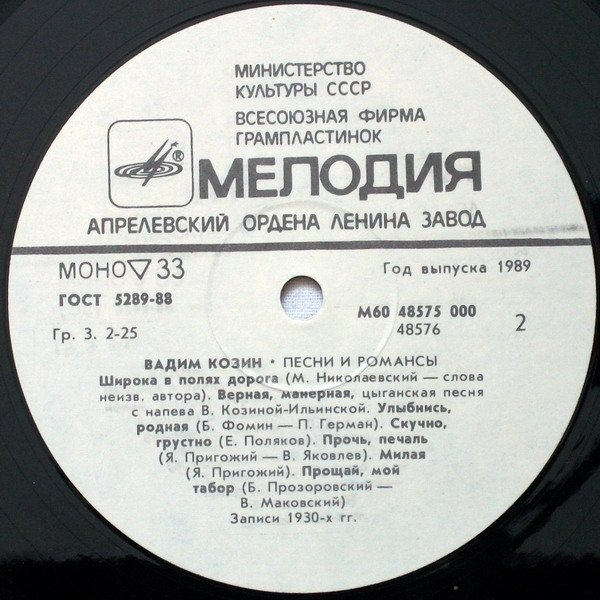 МИНИСТЕРСТВО
КУЛЬТУРЫ СССР
ВСЕСОЮЗНАЯ ФИРМА
ГРАМПЛАСТИНОК
®
МЕЛОДИЯ
АПРЕЛЕВСКИЙ ОРДЕНА ЛЕНИНА ЗАВОД
МОНО 33
Год выпуска 1989
ГОСТ 5289-88
М60 48575 000
Гр. 3. 2-25
48576
2
ВАДИМ КОЗИН • ПЕСНИ И РОМАНСЫ
Широка в полях дорога (М. Николаевский — слова
неизв. автора). Верная, манерная, цыганская песня
с напева В. Козиной-Ильинской. Улыбнись,
родная (Б. Фомин — П. Герман). Скучно,
грустно (Е. Поляков). Прочь, печаль
(Я. Пригожий — В. Яковлев). Милая
(Я. Пригожий). Прощай, мой
табор (Б. Прозоровский —
В. Маковский)
Записи 1930-х гг.